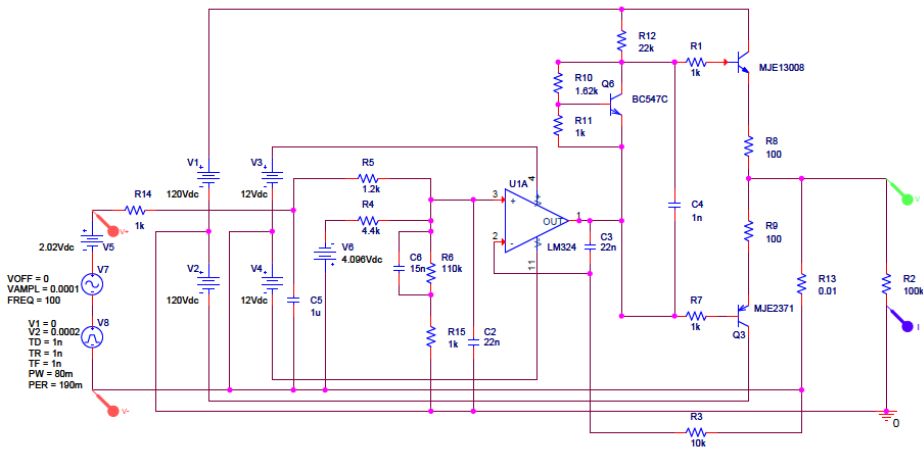 R12
22k
R1
1k
MJE13008
R10
1.62k
Q6
BC547C
R11
1k
R8
100
V1
120Vdc
V3
12Vdc
R5
1.2k
4
U1A
3
+
1
OUT
2
-
LM324
11
R14
1k
V+
2.02Vdc
V5
R4
4.4k
V6
4.096Vdc
C6
15n
R6
110k
C3
22n
C4
1n
R9
100
V
R13
0.01
R2
100k
V7
VOFF = 0
VAMPL = 0.0001
FREQ = 100
V2
120Vdc
V4
12Vdc
C5
1u
R15
1k
C2
22n
R7
1k
MJE2371
Q3
I
V8
V1 = 0
V2 = 0.0002
TD = 1n
TR = 1n
TF = 1n
PW = 80m
PER = 190m
V-
R3
10k
0